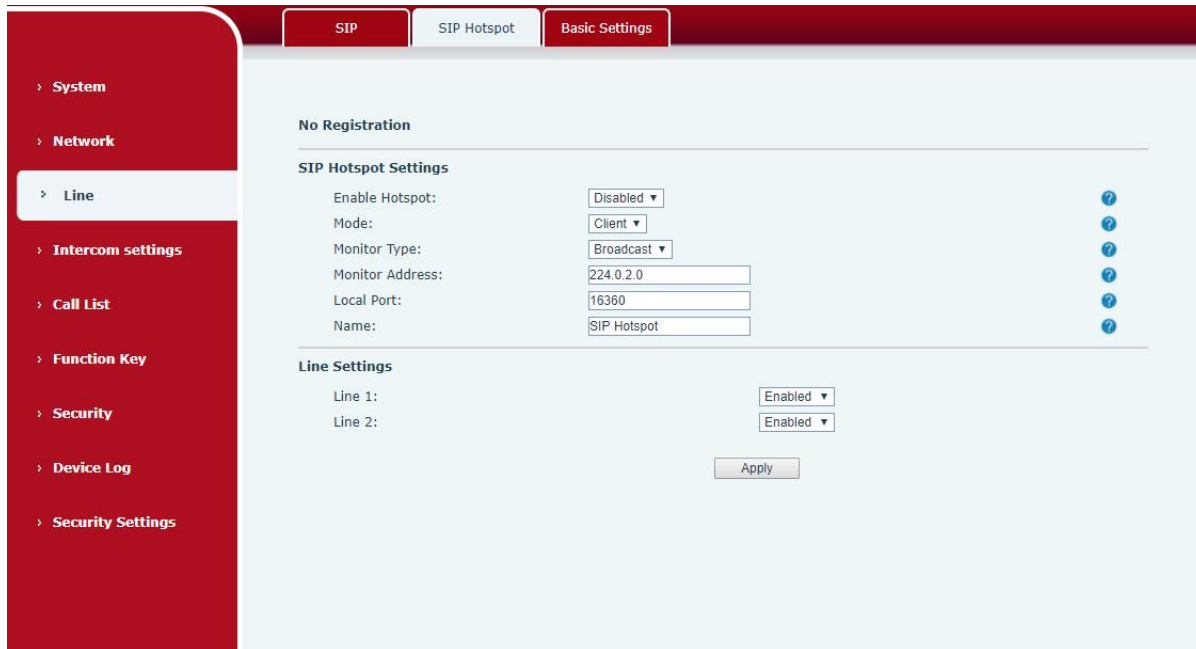 SIP SIP Hotspot Basic Settings
System
Network
Line
Intercom settings
Call List
Function Key
Security
Device Log
Security Settings
No Registration
SIP Hotspot Settings
Enable Hotspot: Disabled
Mode: Client
Monitor Type: Broadcast
Monitor Address: 224.0.2.0
Local Port: 16360
Name: SIP Hotspot
Line Settings
Line 1: Enabled
Line 2: Enabled
Apply